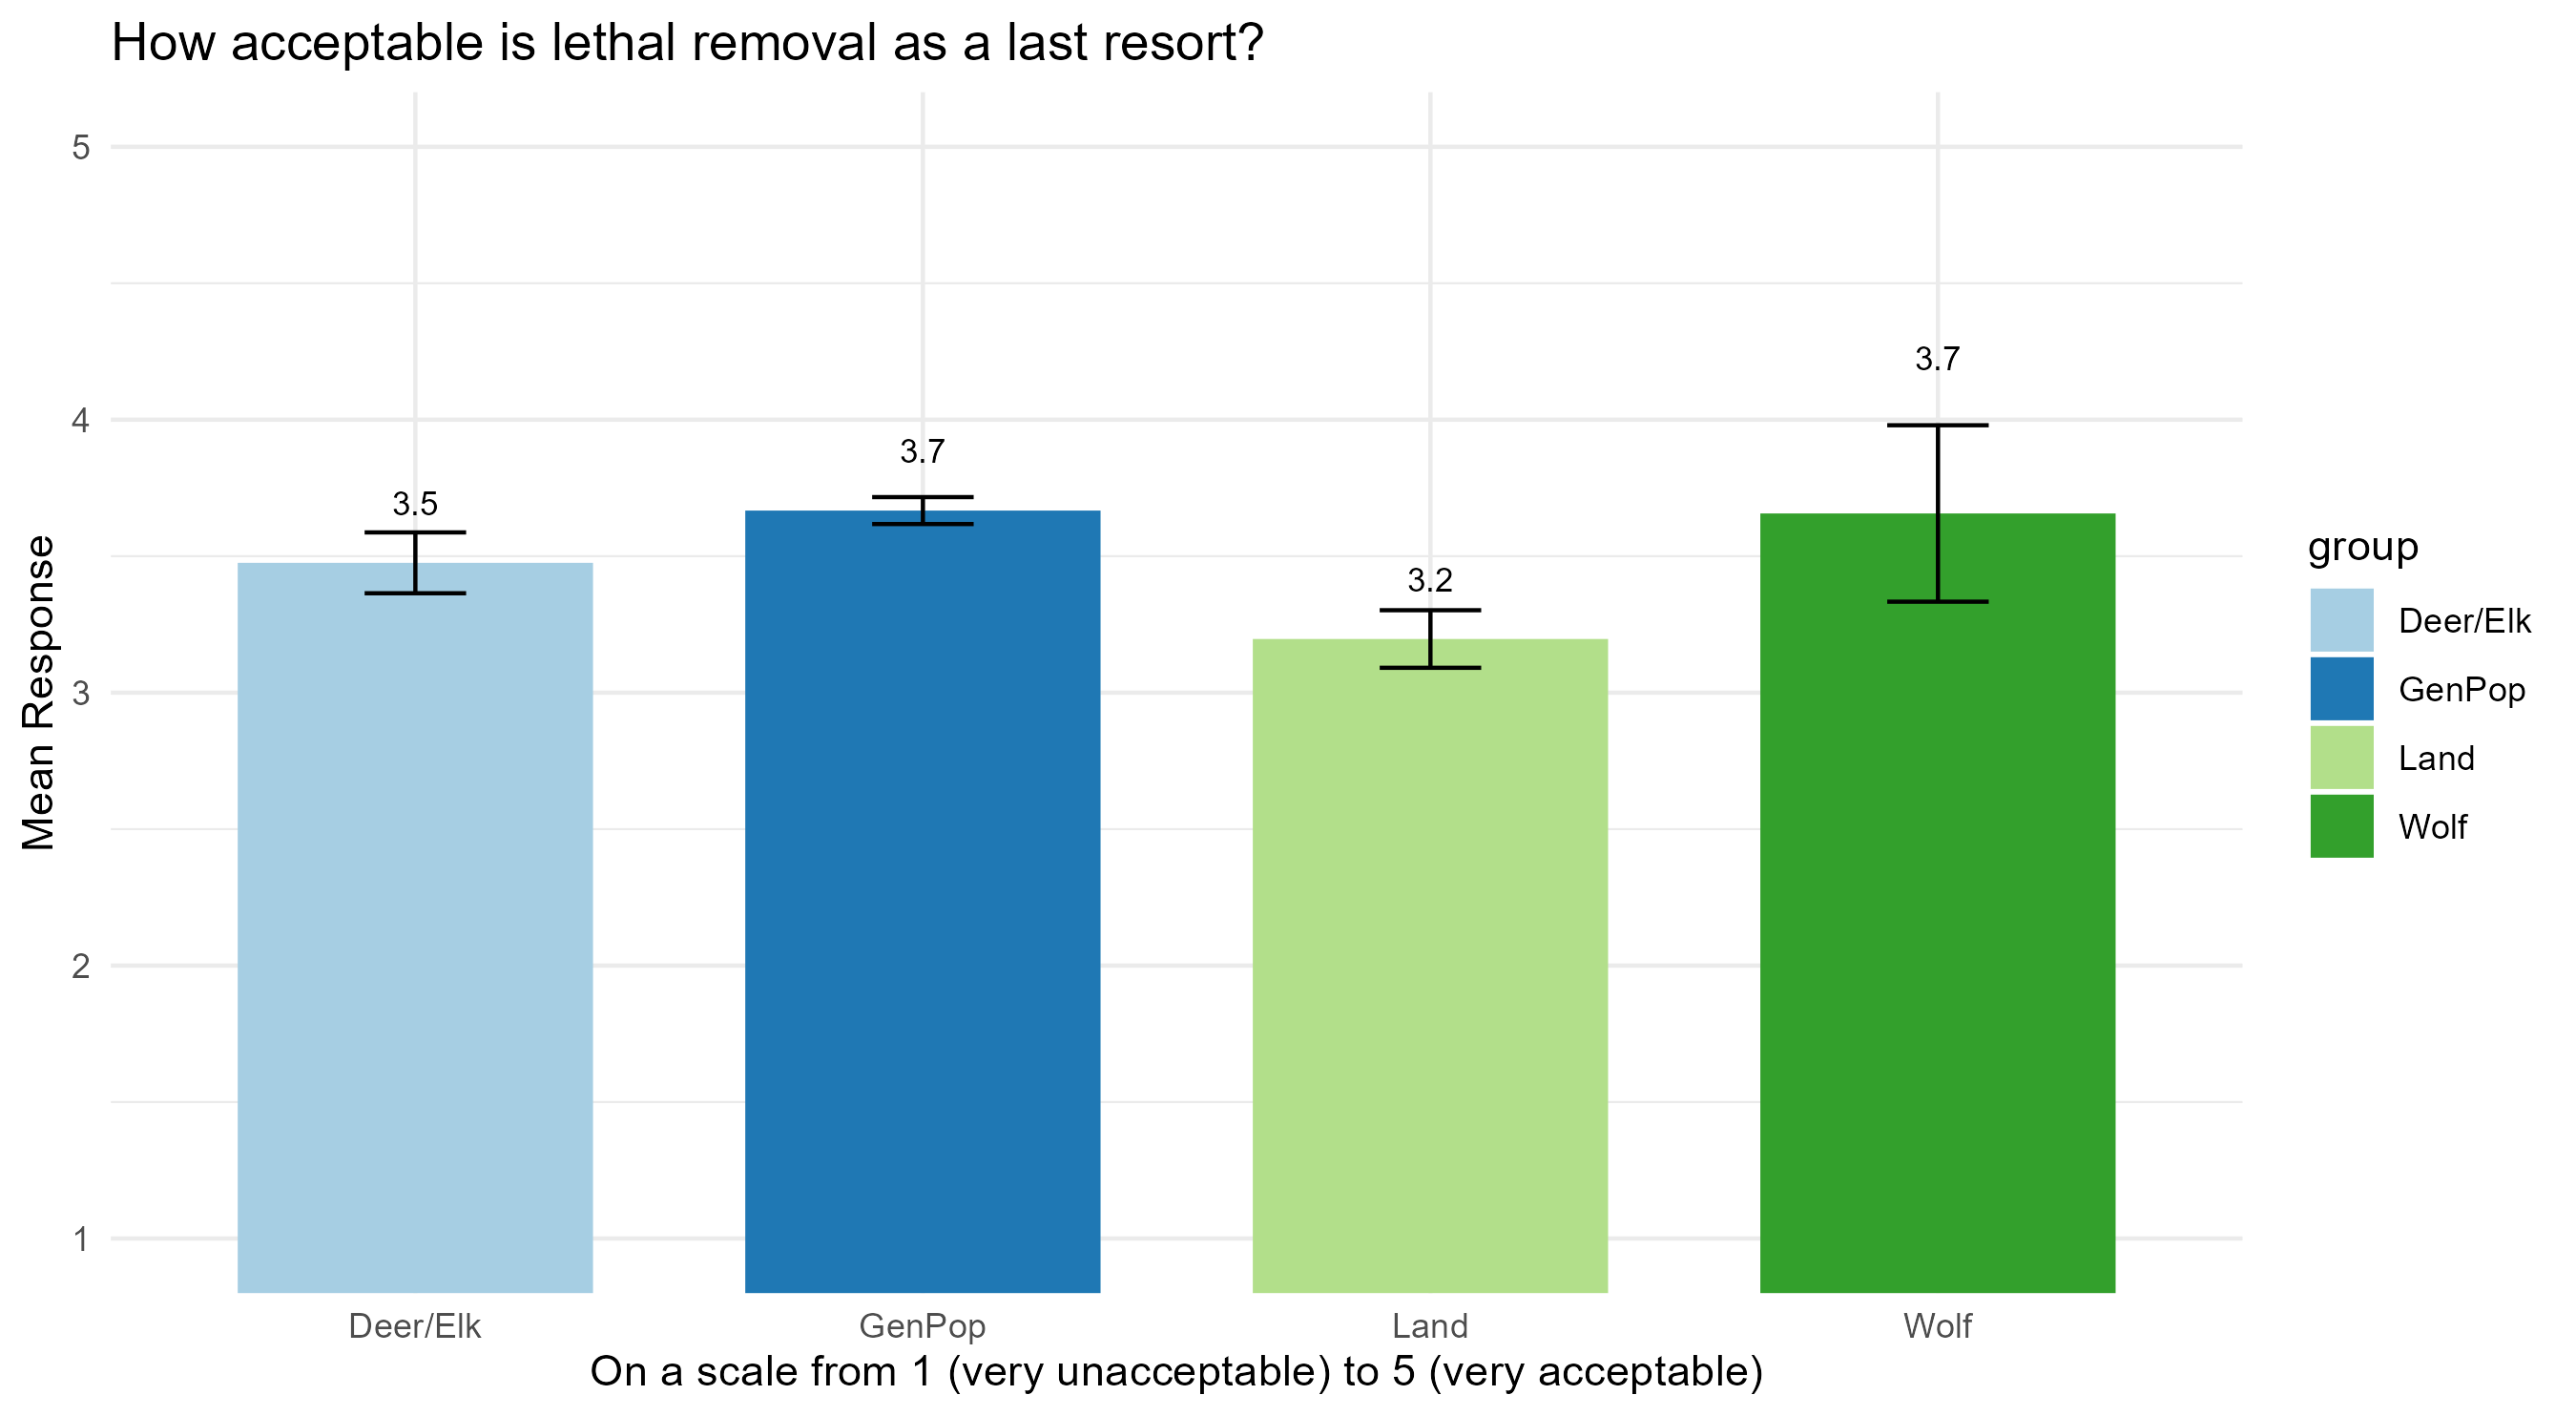 How acceptable is lethal removal as a last resort?
5
4
3
2
1
Mean Response
3.5
3.7
3.2
3.7
Deer/Elk
GenPop
Land
Wolf
On a scale from 1 (very unacceptable) to 5 (very acceptable)
group
Deer/Elk
GenPop
Land
Wolf